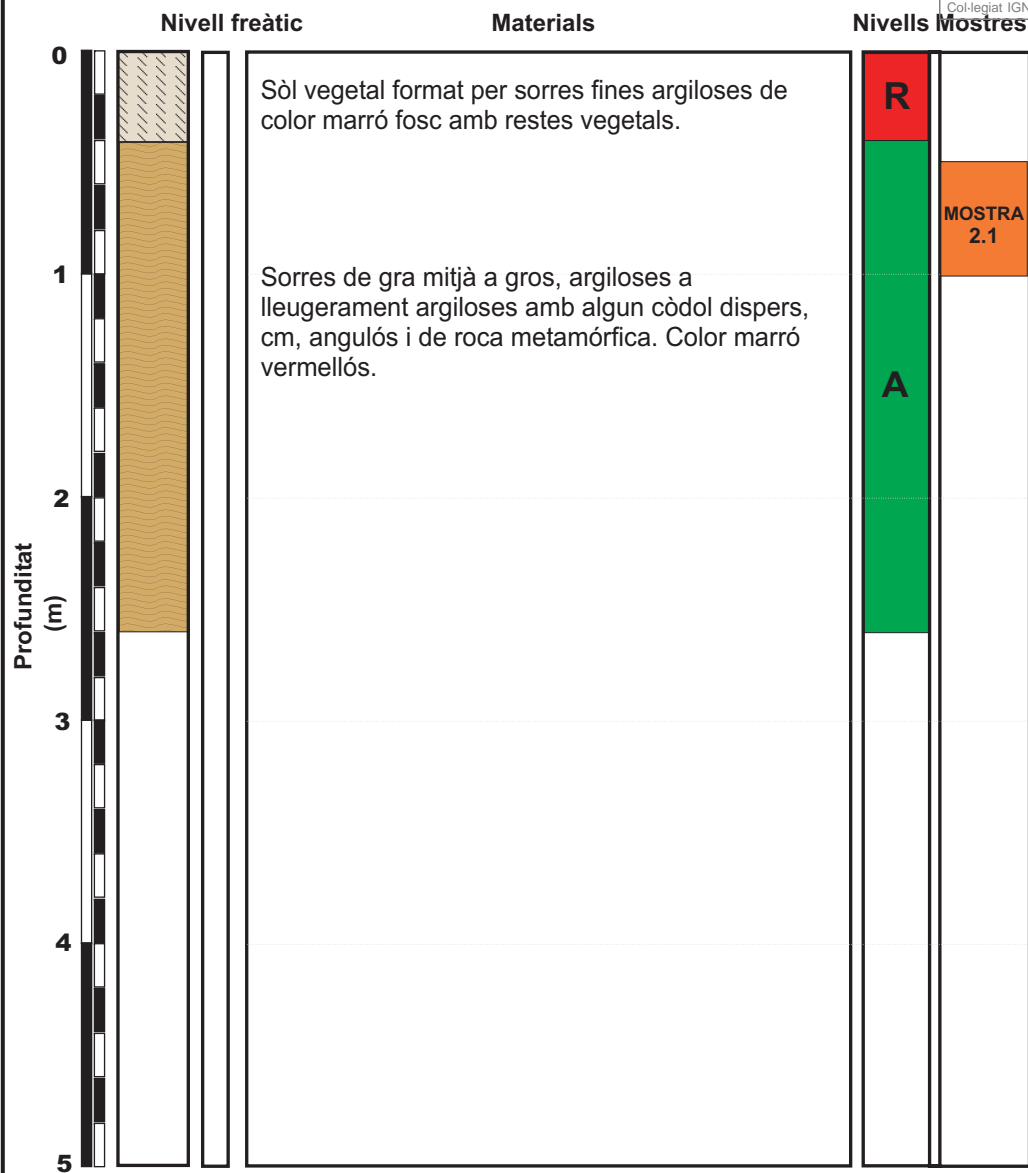 Col·legiat IGN
Nivell freàtic Materials Nivells Mostres
0
Sòl vegetal format per sorres fines argiloses de
color marró fosc amb restes vegetals.
R
MOSTRA
2.1
1
Sorres de gra mitjà a gros, argiloses a
lleugerament argiloses amb algun còdol dispers,
cm, angulós i de roca metamórfica. Color marró
vermellós.
A
2
Profunditat
(m)
3
4
5